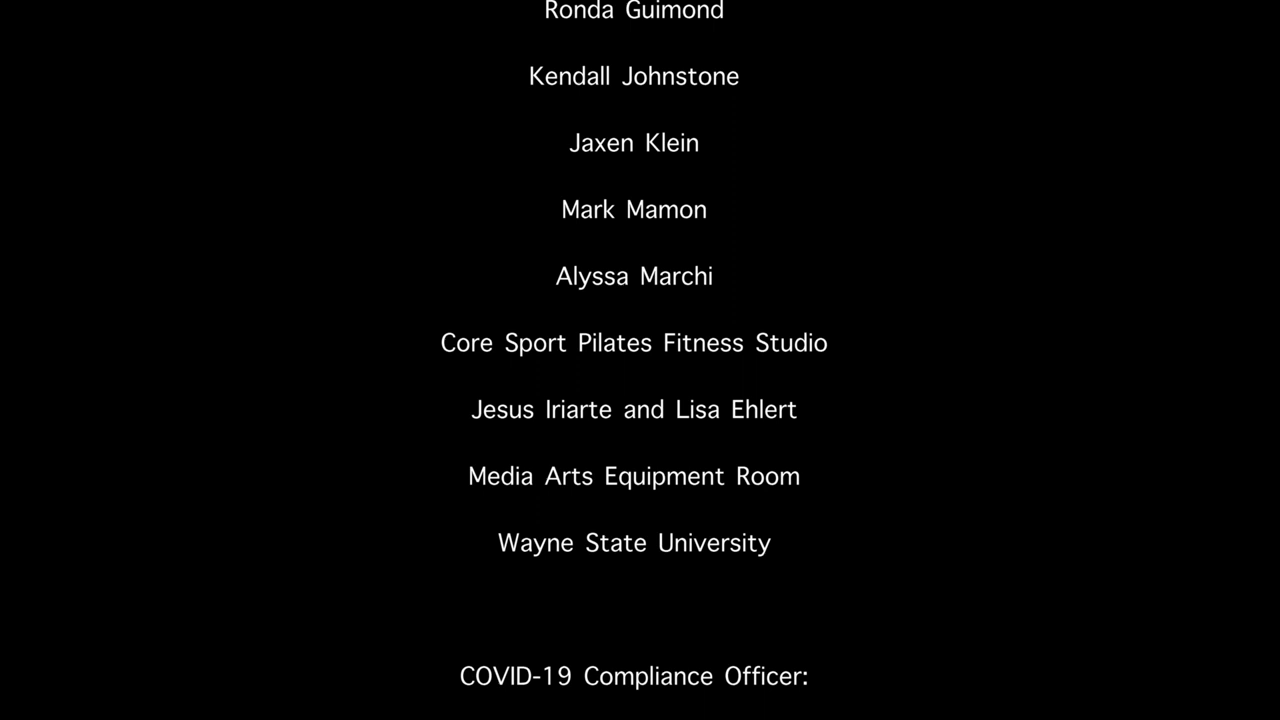 Ronda Guimond
Kendall Johnstone
Jaxen Klein
Mark Mamon
Alyssa Marchi
Core Sport Pilates Fitness Studio
Jesus Iriarte and Lisa Ehlert
Media Arts Equipment Room
Wayne State University
COVID-19 Compliance Officer: